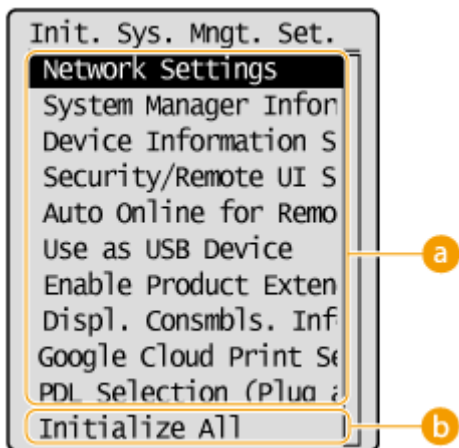 Init. Sys. Mngt. Set.
Network Settings
System Manager Infor
Device Information S
Security/Remote UI S
Auto Online for Remo
Use as USB Device
Enable Product Exten
Displ. Consmbls. Inf
Google Cloud Print Se
PDL Selection (Plug a
Initialize All
a
b